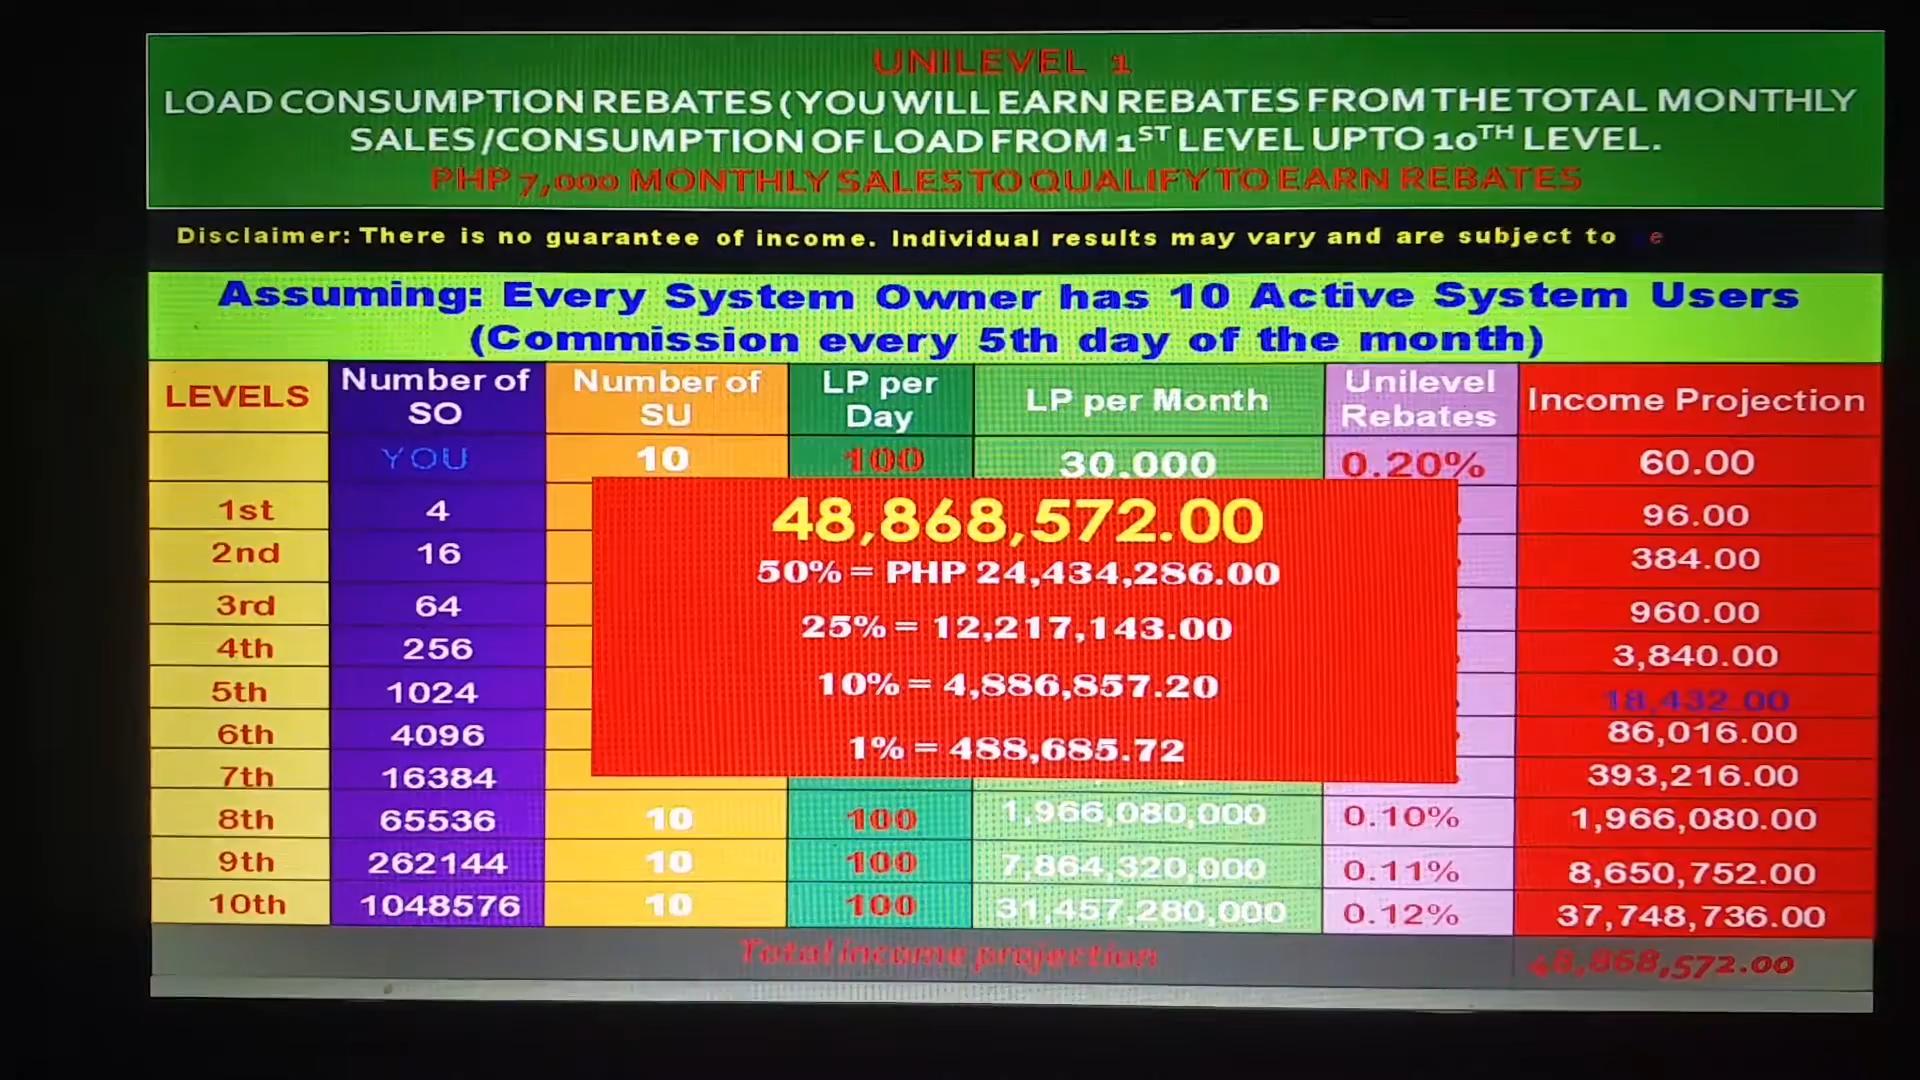 UNILEVEL 1
LOAD CONSUMPTION REBATES (YOU WILL EARN REBATES FROM THE TOTAL MONTHLY
SALES /CONSUMPTION OF LOAD FROM 1ST LEVEL UPTO 10TH LEVEL.
PHP 7,000 MONTHLY SALES TO QUALIFY TO EARN REBATES
Disclaimer: There is no guarantee of income. Individual results may vary and are subject to
Assuming: Every System Owner has 10 Active System Users
(Commission every 5th day of the month)
LEVELS Number of SO Number of SU LP per Day LP per Month Unilevel Rebates Income Projection
YOU 10 100 30,000 0.20% 60.00
1st 4 96.00
2nd 16 384.00
3rd 64 960.00
4th 256 3,840.00
5th 1024 18,432.00
6th 4096 86,016.00
7th 16384 393,216.00
8th 65536 10 100 1,966,080,000 0.10% 1,966,080.00
9th 262144 10 100 7,864,320,000 0.11% 8,650,752.00
10th 1048576 10 100 31,457,280,000 0.12% 37,748,736.00
Total income projection 48,868,572.00
48,868,572.00
50% = PHP 24,434,286.00
25% = 12,217,143.00
10% = 4,886,857.20
1% = 488,685.72